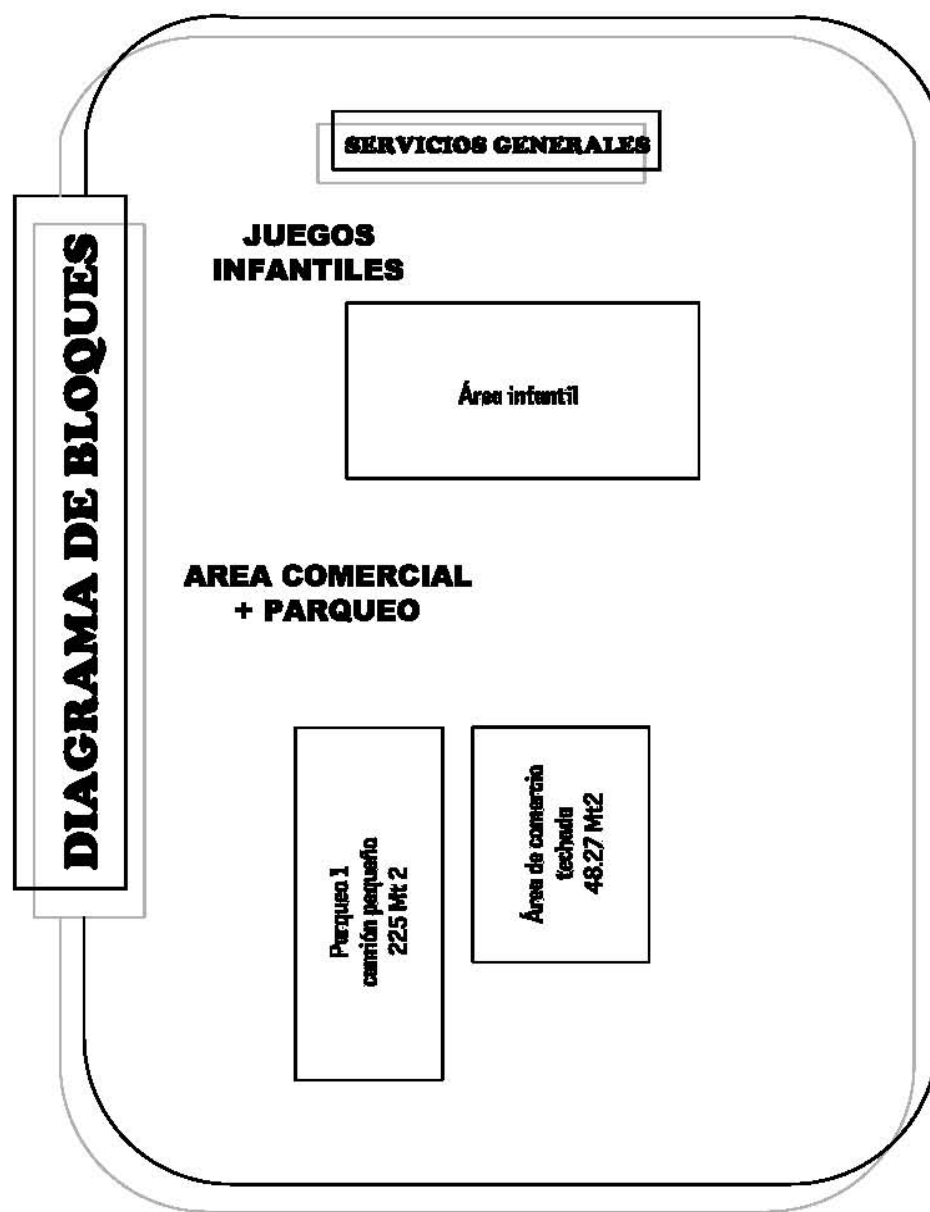 SERVICIOS GENERALES
DIAGRAMA DE BLOQUES
JUEGOS
INFANTILES
Área infantil
AREA COMERCIAL
+ PARQUEO
Parqueo 1
camión pequeño
225 Mt 2
Área de comercio
techada
48.27 Mt2